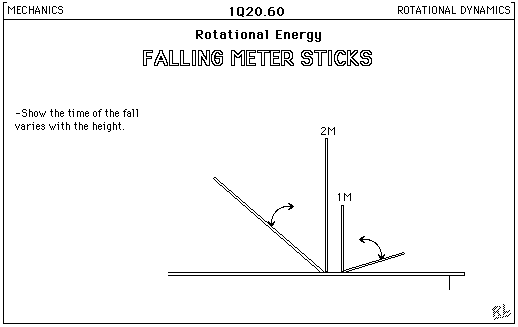 MECHANICS
1Q20.60
ROTATIONAL DYNAMICS
Rotational Energy
FALLING METER STICKS
-Show the time of the fall
varies with the height.
2M
1M